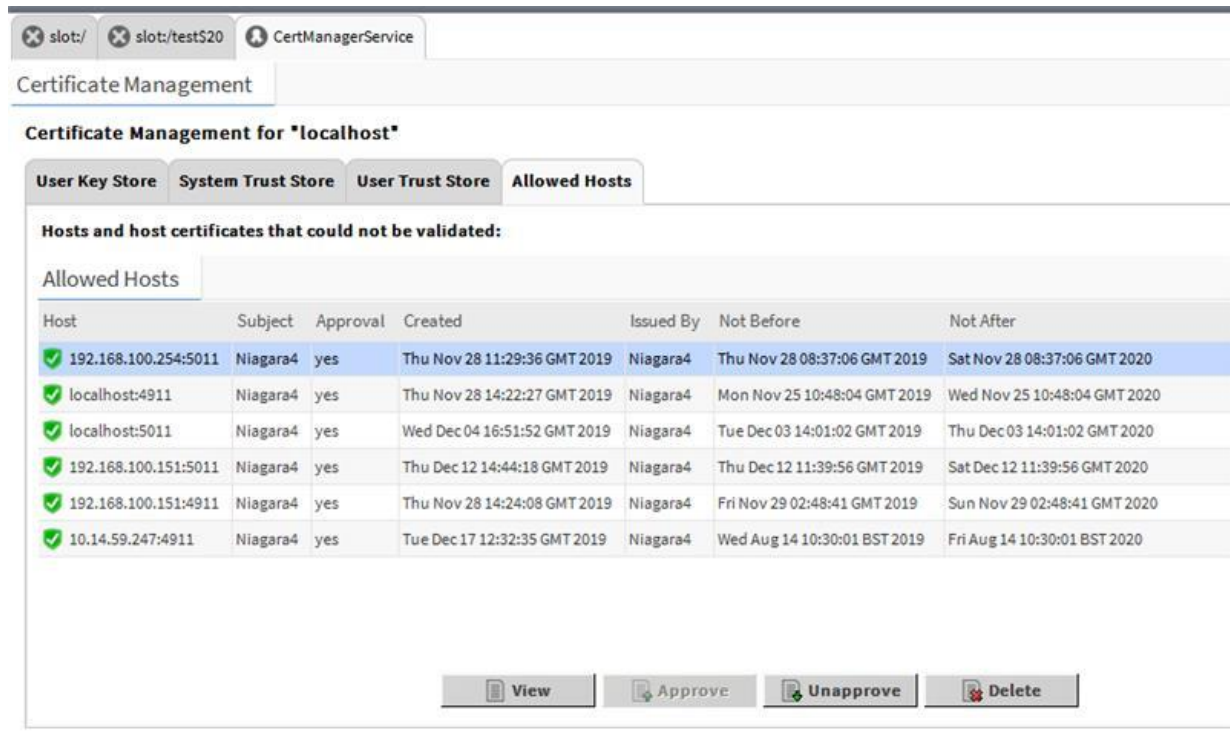 slot:/ slot:/test$20 CertManagerService
Certificate Management
Certificate Management for "localhost"
User Key Store System Trust Store User Trust Store Allowed Hosts
Hosts and host certificates that could not be validated:
Allowed Hosts
Host Subject Approval Created Issued By Not Before Not After
192.168.100.254:5011 Niagara4 yes Thu Nov 28 11:29:36 GMT 2019 Niagara4 Thu Nov 28 08:37:06 GMT 2019 Sat Nov 28 08:37:06 GMT 2020
localhost:4911 Niagara4 yes Thu Nov 28 14:22:27 GMT 2019 Niagara4 Mon Nov 25 10:48:04 GMT 2019 Wed Nov 25 10:48:04 GMT 2020
localhost:5011 Niagara4 yes Wed Dec 04 16:51:52 GMT 2019 Niagara4 Tue Dec 03 14:01:02 GMT 2019 Thu Dec 03 14:01:02 GMT 2020
192.168.100.151:5011 Niagara4 yes Thu Dec 12 14:44:18 GMT 2019 Niagara4 Thu Dec 12 11:39:56 GMT 2019 Sat Dec 12 11:39:56 GMT 2020
192.168.100.151:4911 Niagara4 yes Thu Nov 28 14:24:08 GMT 2019 Niagara4 Fri Nov 29 02:48:41 GMT 2019 Sun Nov 29 02:48:41 GMT 2020
10.14.59.247:4911 Niagara4 yes Tue Dec 17 12:32:35 GMT 2019 Niagara4 Wed Aug 14 10:30:01 BST 2019 Fri Aug 14 10:30:01 BST 2020
View Approve Unapprove Delete